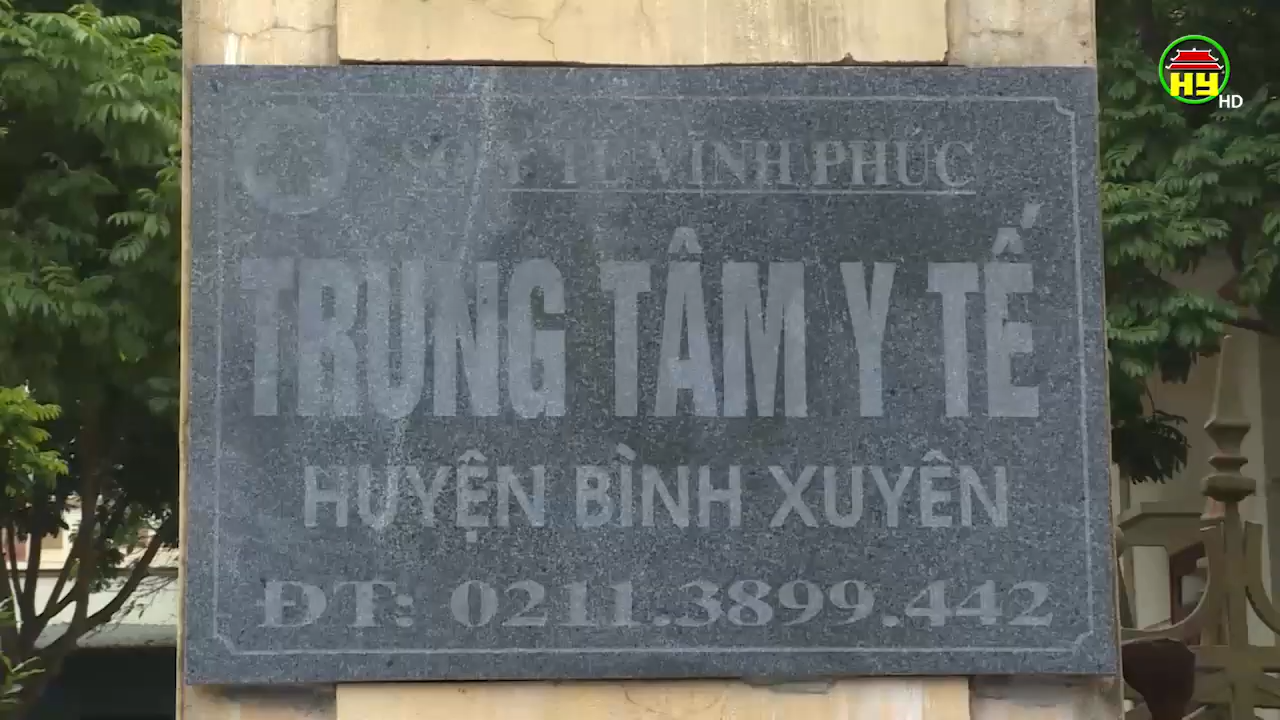 HY
HD
SỞ Y TẾ VĨNH PHÚC
TRUNG TÂM Y TẾ
HUYỆN BÌNH XUYÊN
ĐT: 0211.3899.442